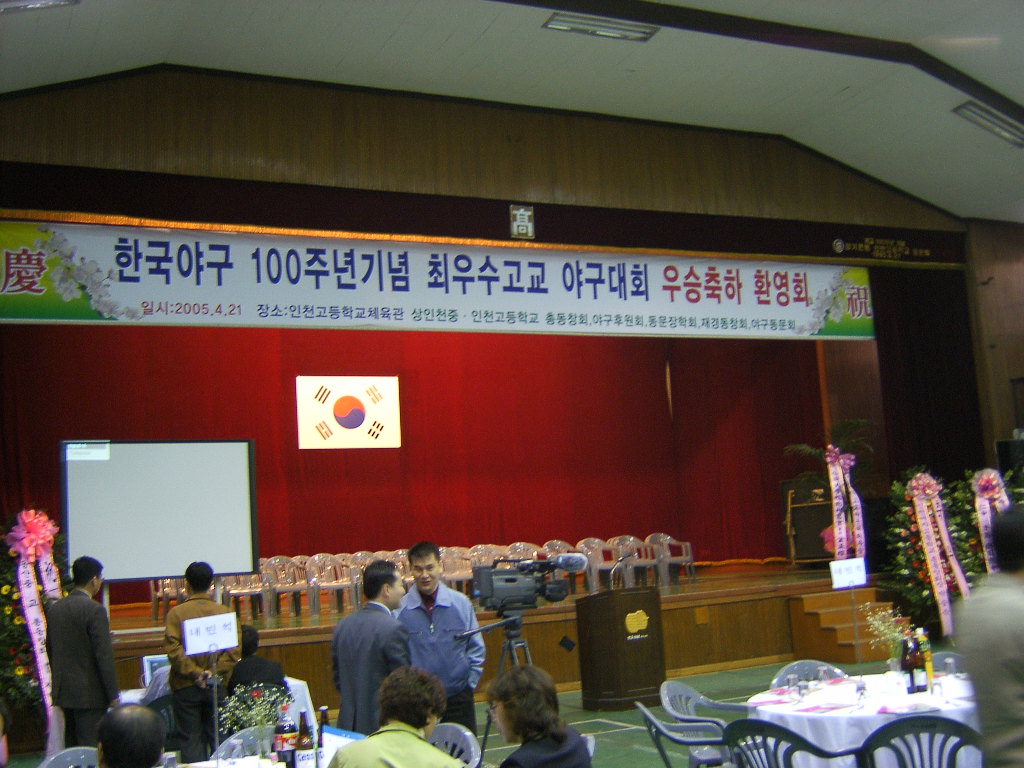 高
慶 한국야구 100주년기념 최우수고교 야구대회 우승축하 환영회 祝
일시:2005.4.21 장소:인천고등학교체육관 상인천중·인천고등학교 총동창회,야구후원회,동문장학회,재경동창회,야구동문회
내빈석